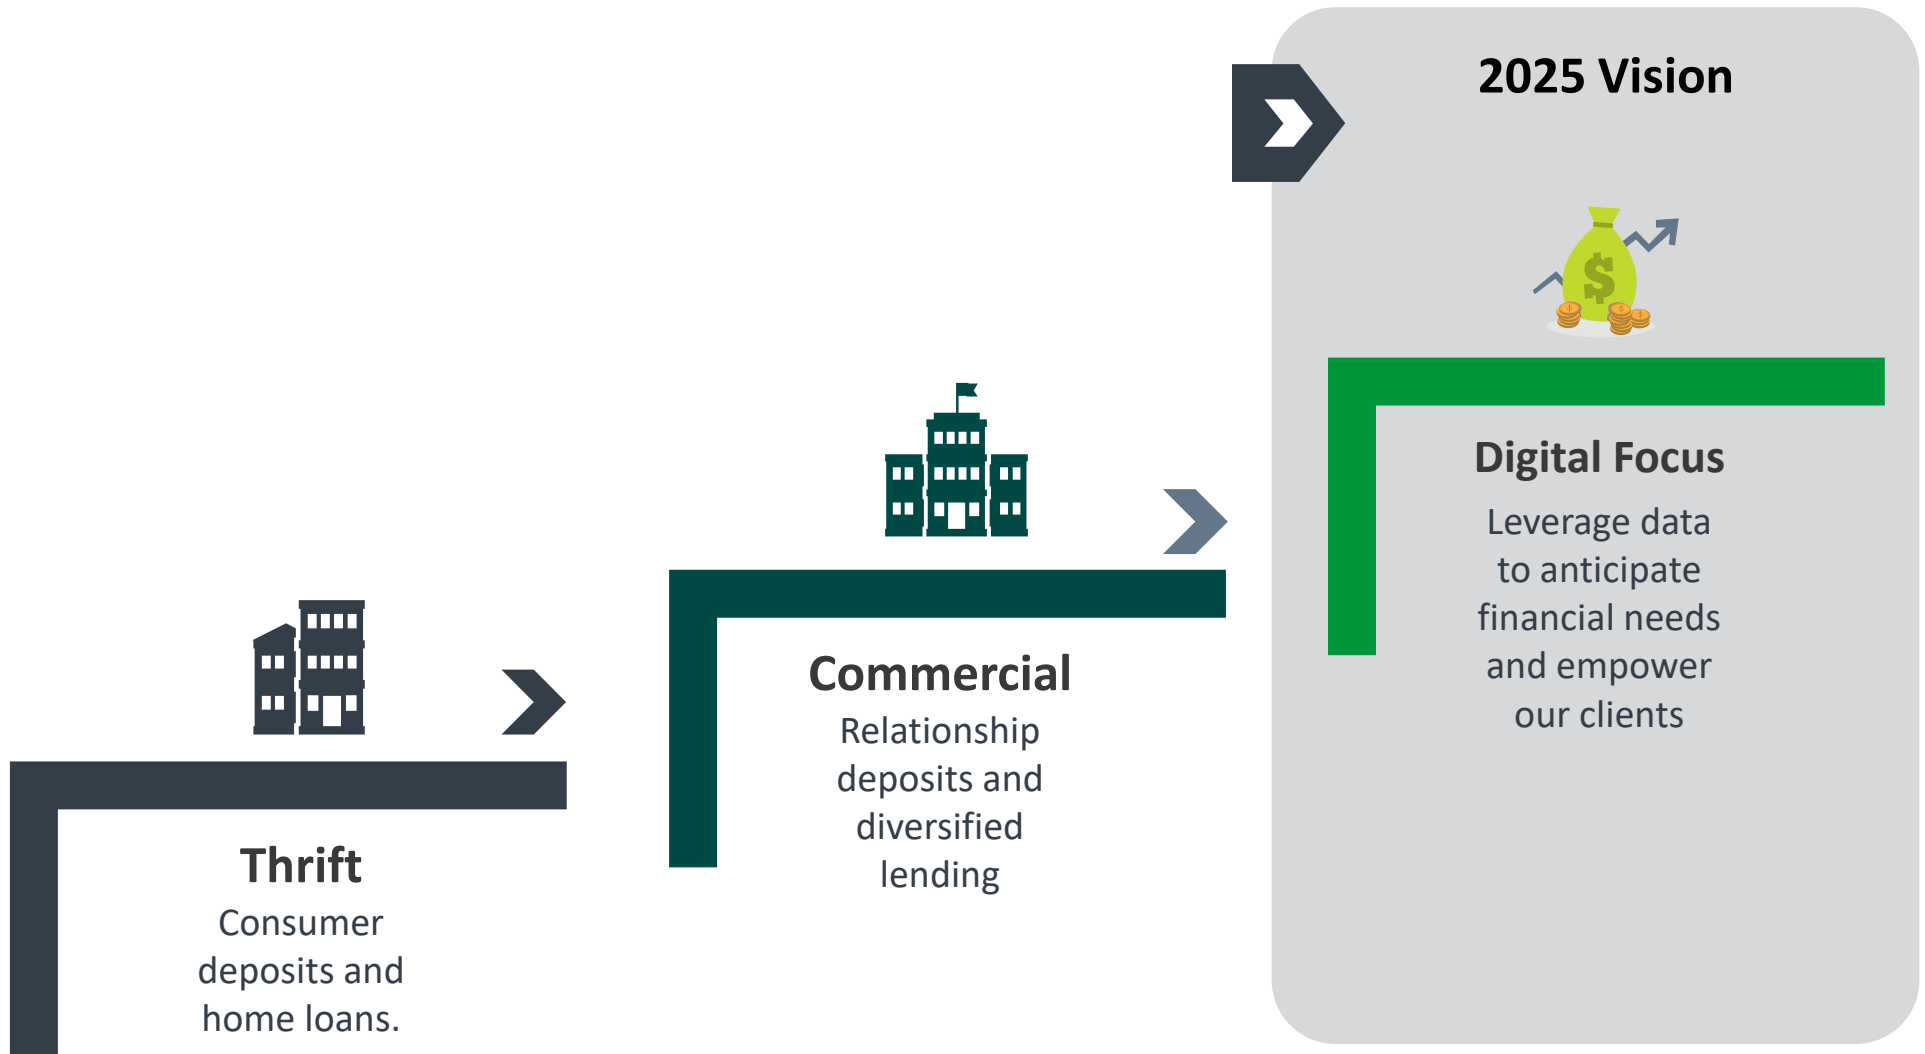 2025 Vision
Thrift
Consumer
deposits and
home loans.
Commercial
Relationship
deposits and
diversified
lending
Digital Focus
Leverage data
to anticipate
financial needs
and empower
our clients